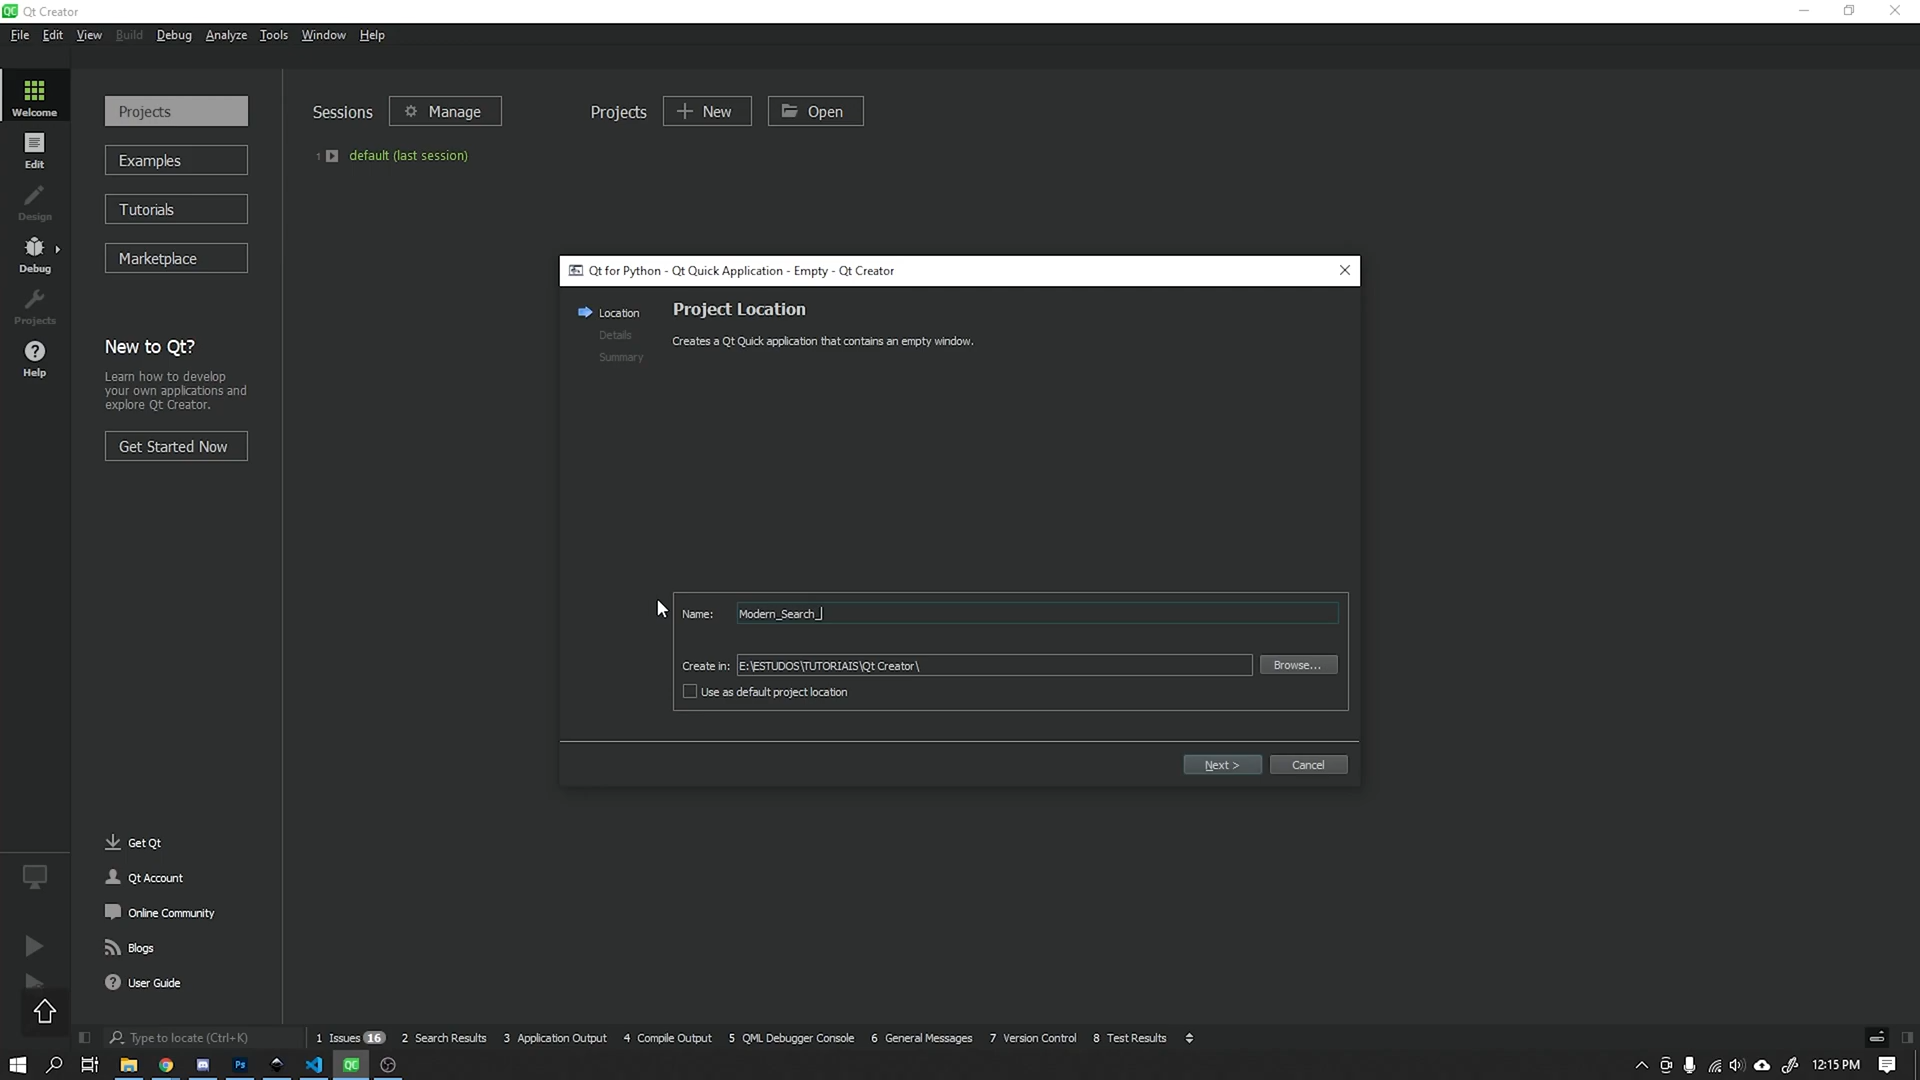 Qt Creator
File Edit View Build Debug Analyze Tools Window Help
Welcome
Edit
Design
Debug
Projects
Help
Projects
Examples
Tutorials
Marketplace
New to Qt?
Learn how to develop
your own applications and
explore Qt Creator.
Get Started Now
Get Qt
Qt Account
Online Community
Blogs
User Guide
Sessions Manage Projects New Open
1 default (last session)
Qt for Python - Qt Quick Application - Empty - Qt Creator
Location
Details
Summary
Project Location
Creates a Qt Quick application that contains an empty window.
Name: Modern_Search_
Create in: E:\ESTUDOS\TUTORIAIS\Qt Creator\ Browse...
Use as default project location
Next > Cancel
Type to locate (Ctrl+K) 1 Issues 16 2 Search Results 3 Application Output 4 Compile Output 5 QML Debugger Console 6 General Messages 7 Version Control 8 Test Results
Ps QC 12:15 PM